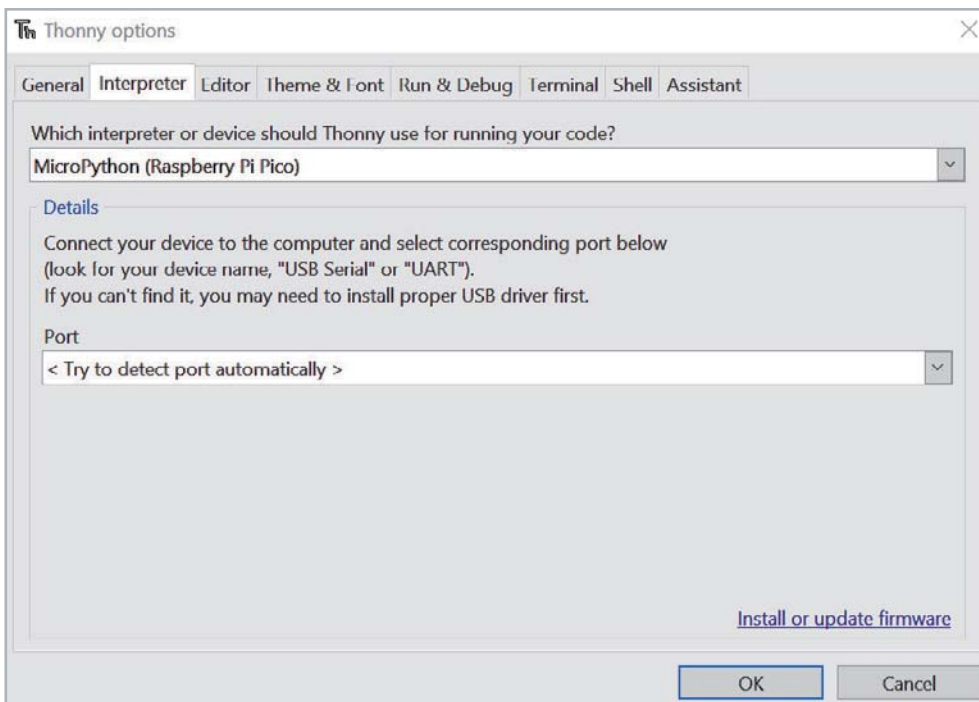 Th Thonny options
General Interpreter Editor Theme & Font Run & Debug Terminal Shell Assistant
Which interpreter or device should Thonny use for running your code?
MicroPython (Raspberry Pi Pico)
Details
Connect your device to the computer and select corresponding port below
(look for your device name, "USB Serial" or "UART").
If you can't find it, you may need to install proper USB driver first.
Port
< Try to detect port automatically >
Install or update firmware
OK Cancel